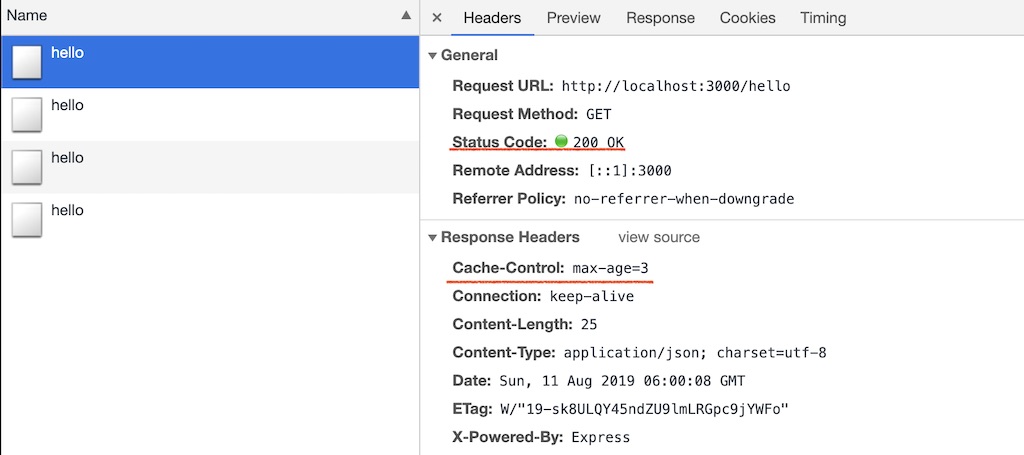 Name
hello
hello
hello
hello
Headers Preview Response Cookies Timing
General
Request URL: http://localhost:3000/hello
Request Method: GET
Status Code: 200 OK
Remote Address: [::1]:3000
Referrer Policy: no-referrer-when-downgrade
Response Headers view source
Cache-Control: max-age=3
Connection: keep-alive
Content-Length: 25
Content-Type: application/json; charset=utf-8
Date: Sun, 11 Aug 2019 06:00:08 GMT
ETag: W/"19-sk8ULQY45ndZU9lmLRGpc9jYWFo"
X-Powered-By: Express